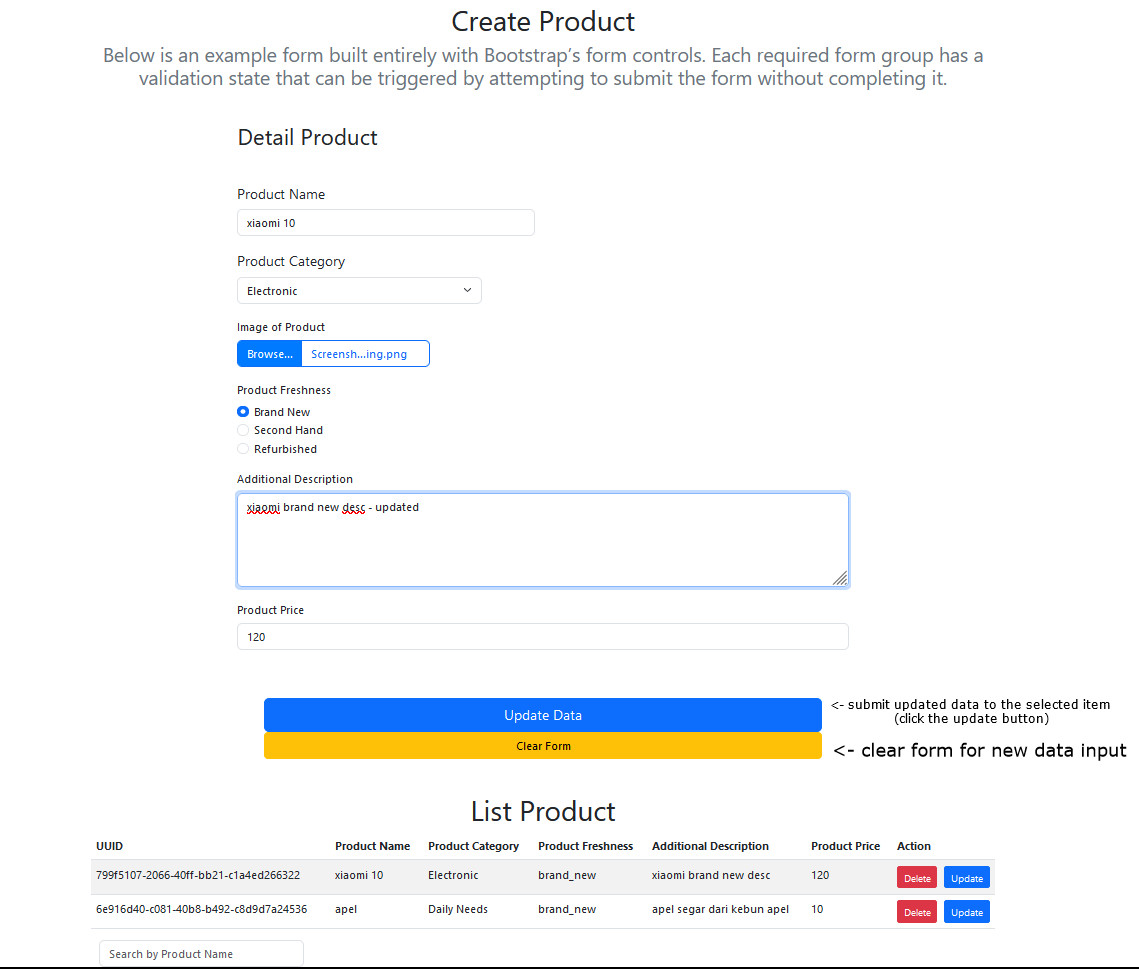 Create Product
Below is an example form built entirely with Bootstrap’s form controls. Each required form group has a
validation state that can be triggered by attempting to submit the form without completing it.
Detail Product
Product Name
xiaomi 10
Product Category
Electronic
Image of Product
Browse... Screensh...ing.png
Product Freshness
Brand New
Second Hand
Refurbished
Additional Description
xiaomi brand new desc - updated
Product Price
120
Update Data
<- submit updated data to the selected item
(click the update button)
Clear Form
<- clear form for new data input
List Product
UUID Product Name Product Category Product Freshness Additional Description Product Price Action
799f5107-2066-40ff-bb21-c1a4ed266322 xiaomi 10 Electronic brand_new xiaomi brand new desc 120 Delete Update
6e916d40-c081-40b8-b492-c8d9d7a24536 apel Daily Needs brand_new apel segar dari kebun apel 10 Delete Update
Search by Product Name